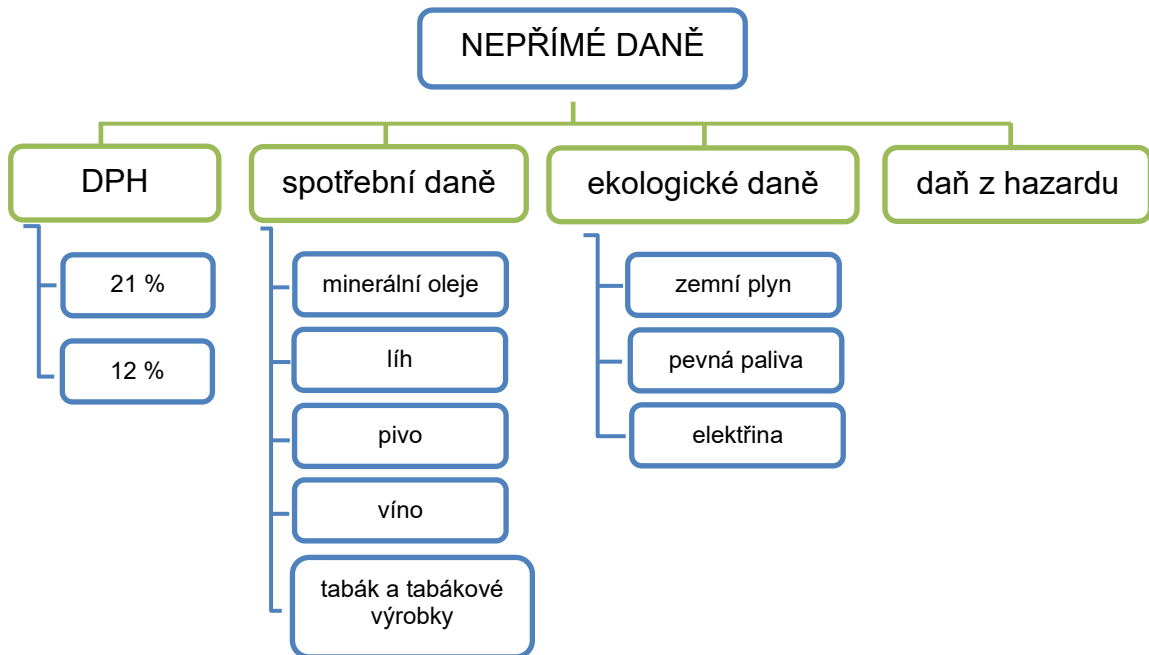 NEPŘÍMÉ DANĚ
DPH
21 %
12 %
spotřební daně
minerální oleje
líh
pivo
víno
tabák a tabákové
výrobky
ekologické daně
zemní plyn
pevná paliva
elektřina
daň z hazardu